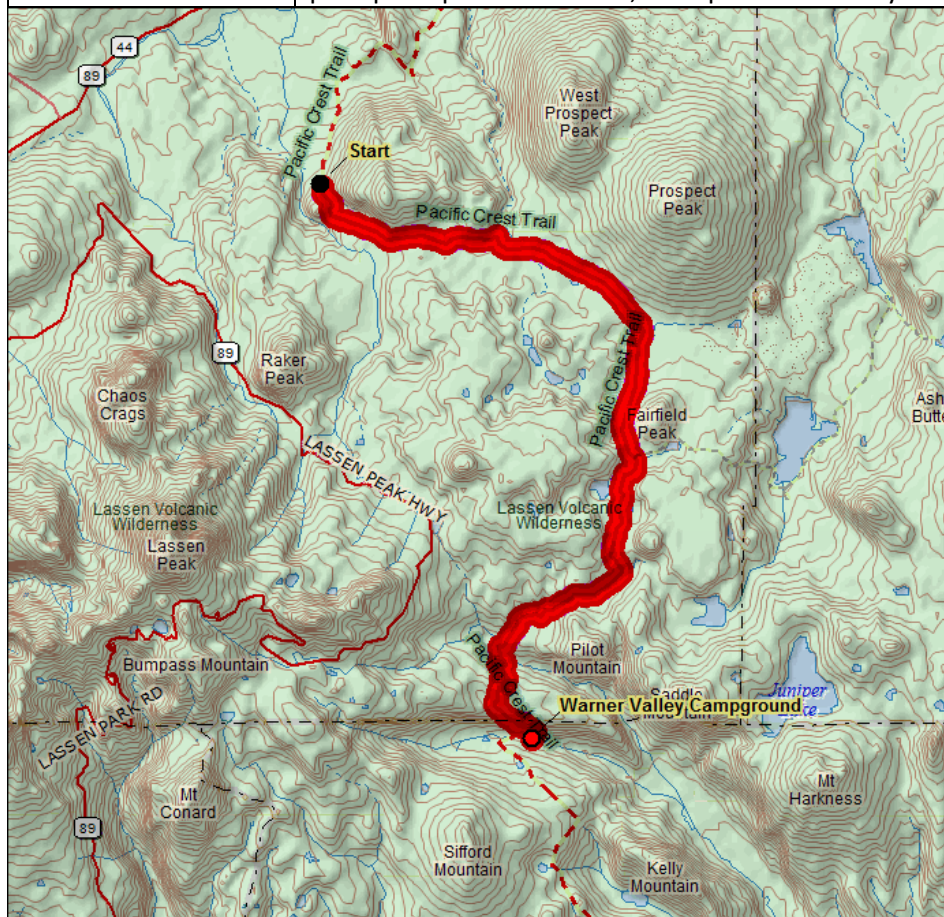 44
89
Pacific Crest Trail
West
Prospect
Peak
Start
Prospect
Peak
Pacific Crest Trail
89
Raker
Peak
Chaos
Crags
Pacific Crest Trail
Fairfield
Peak
Ash
Butte
LASSEN PEAK HWY
Lassen Volcanic
Wilderness
Lassen
Peak
Lassen Volcanic
Wilderness
Bumpass Mountain
Pacific Crest Trail
Pilot
Mountain
Saddle
Mountain
Juniper
Lake
Warner Valley Campground
LASSEN PARK RD
Mt
Conard
Mt
Harkness
89
Sifford
Mountain
Kelly
Mountain